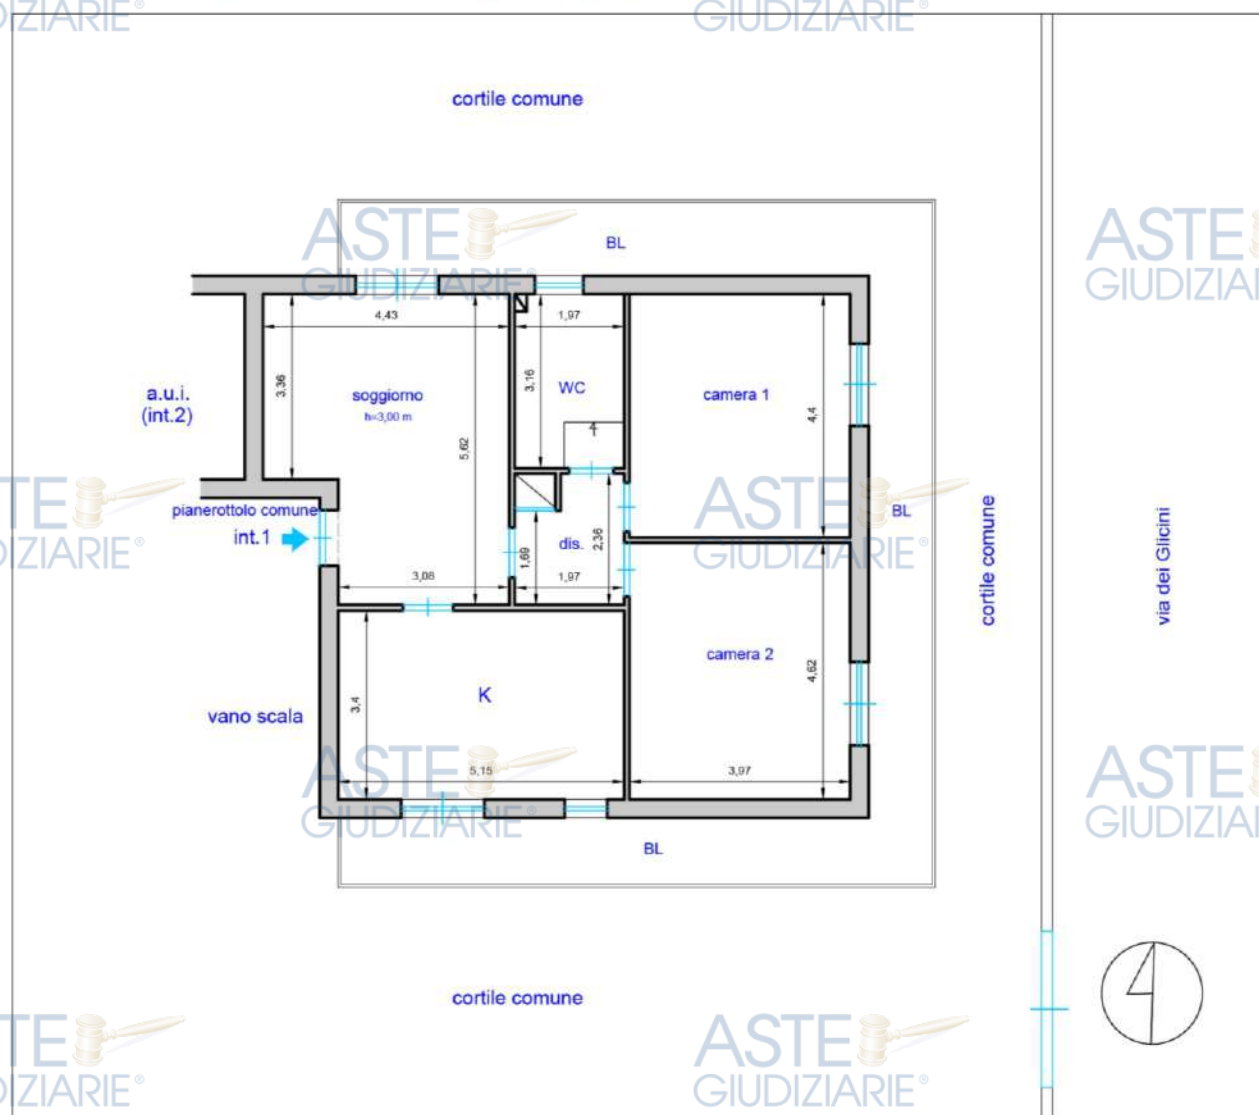 ASTE
GIUDIZIARIE®
cortile comune
BL
4,43
1,97
3,36
3,16
WC
soggiorno
h=3,00 m
camera 1
4,4
5,62
a.u.i.
(int.2)
pianerottolo comune
int.1
BL
cortile comune
via dei Glicini
dis.
2,36
1,69
1,97
3,08
camera 2
4,62
K
3,4
vano scala
5,15
3,97
BL
cortile comune